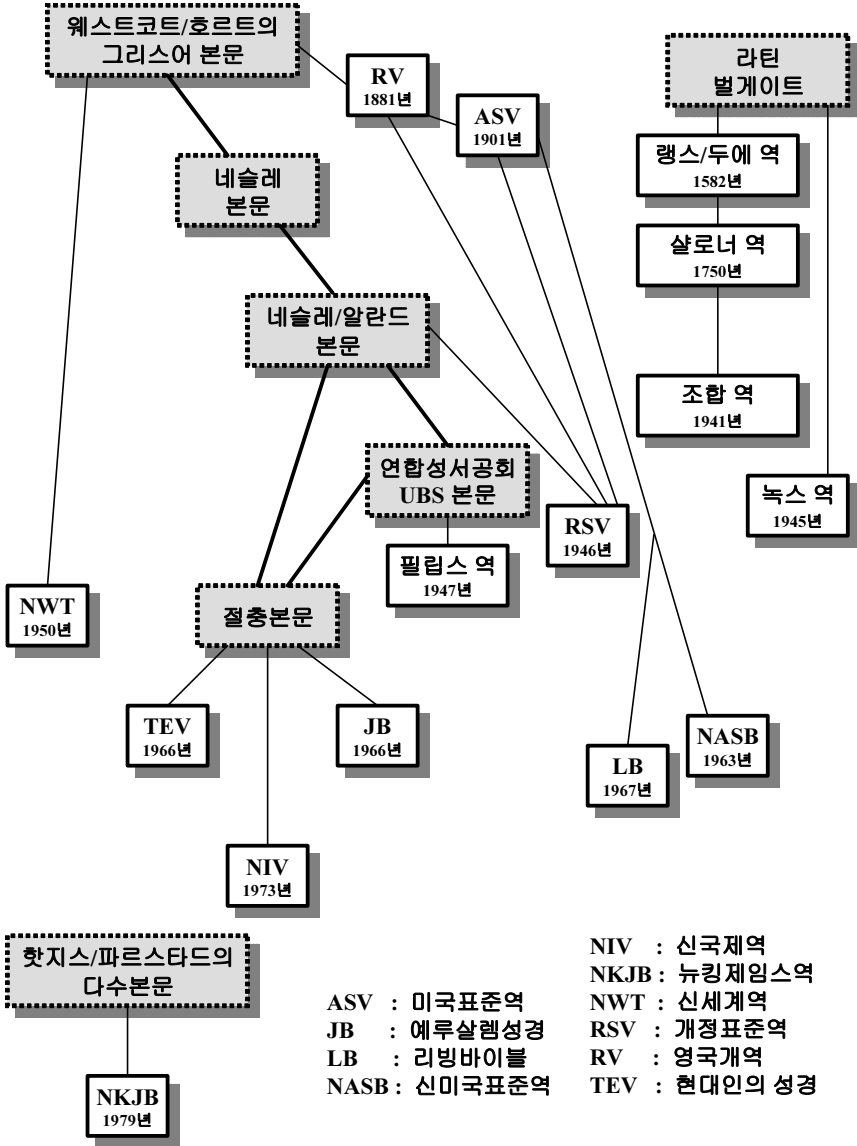 웨스트코트/호르트의
그리스어 본문
RV
1881년
ASV
1901년
라틴
벌게이트
랭스/두에 역
1582년
네슬레
본문
샬로너 역
1750년
네슬레/알란드
본문
조합 역
1941년
연합성서공회
UBS 본문
녹스 역
1945년
RSV
1946년
필립스 역
1947년
NWT
1950년
절충본문
TEV
1966년
JB
1966년
NASB
1963년
LB
1967년
NIV
1973년
핫지스/파르스타드의
다수본문
NKJB
1979년
ASV : 미국표준역
JB : 예루살렘성경
LB : 리빙바이블
NASB : 신미국표준역
NIV : 신국제역
NKJB : 뉴킹제임스역
NWT : 신세계역
RSV : 개정표준역
RV : 영국개역
TEV : 현대인의 성경